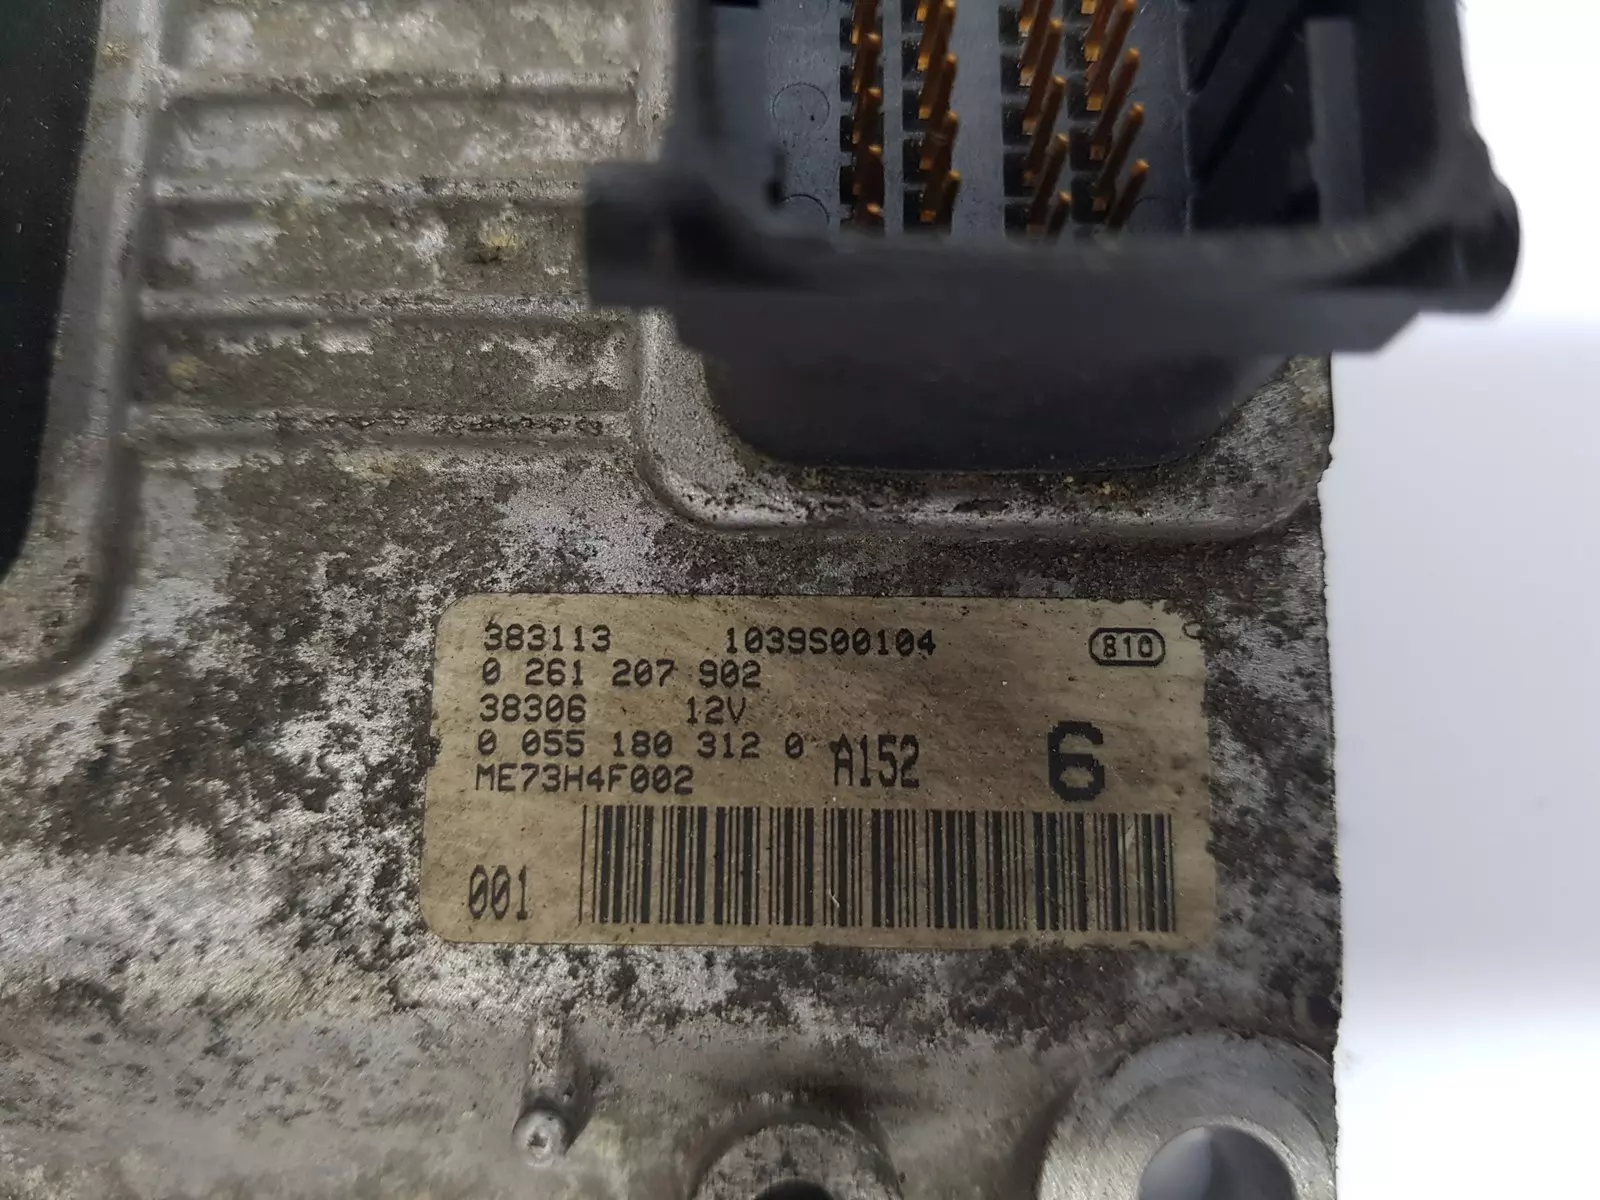 383113 1039S00104 810
0 261 207 902
38306 12V
0 055 180 312 0 A152 6
ME73H4F002
001